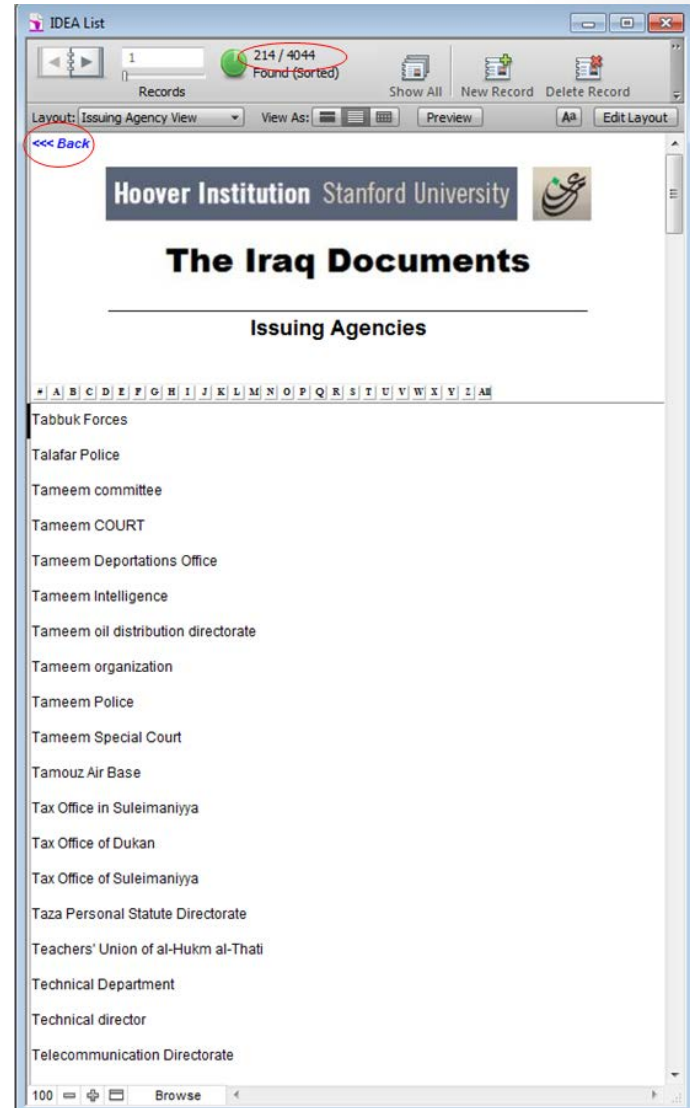 IDEA List
1
Records
214 / 4044
Found (Sorted)
Show All
New Record
Delete Record
Layout: Issuing Agency View
View As:
Preview
Aa
Edit Layout
<<< Back
Hoover Institution Stanford University
The Iraq Documents
Issuing Agencies
# A B C D E F G H I J K L M N O P Q R S T U V W X Y Z All
Tabbuk Forces
Talafar Police
Tameem committee
Tameem COURT
Tameem Deportations Office
Tameem Intelligence
Tameem oil distribution directorate
Tameem organization
Tameem Police
Tameem Special Court
Tamouz Air Base
Tax Office in Suleimaniyya
Tax Office of Dukan
Tax Office of Suleimaniyya
Taza Personal Statute Directorate
Teachers' Union of al-Hukm al-Thati
Technical Department
Technical director
Telecommunication Directorate
100
Browse